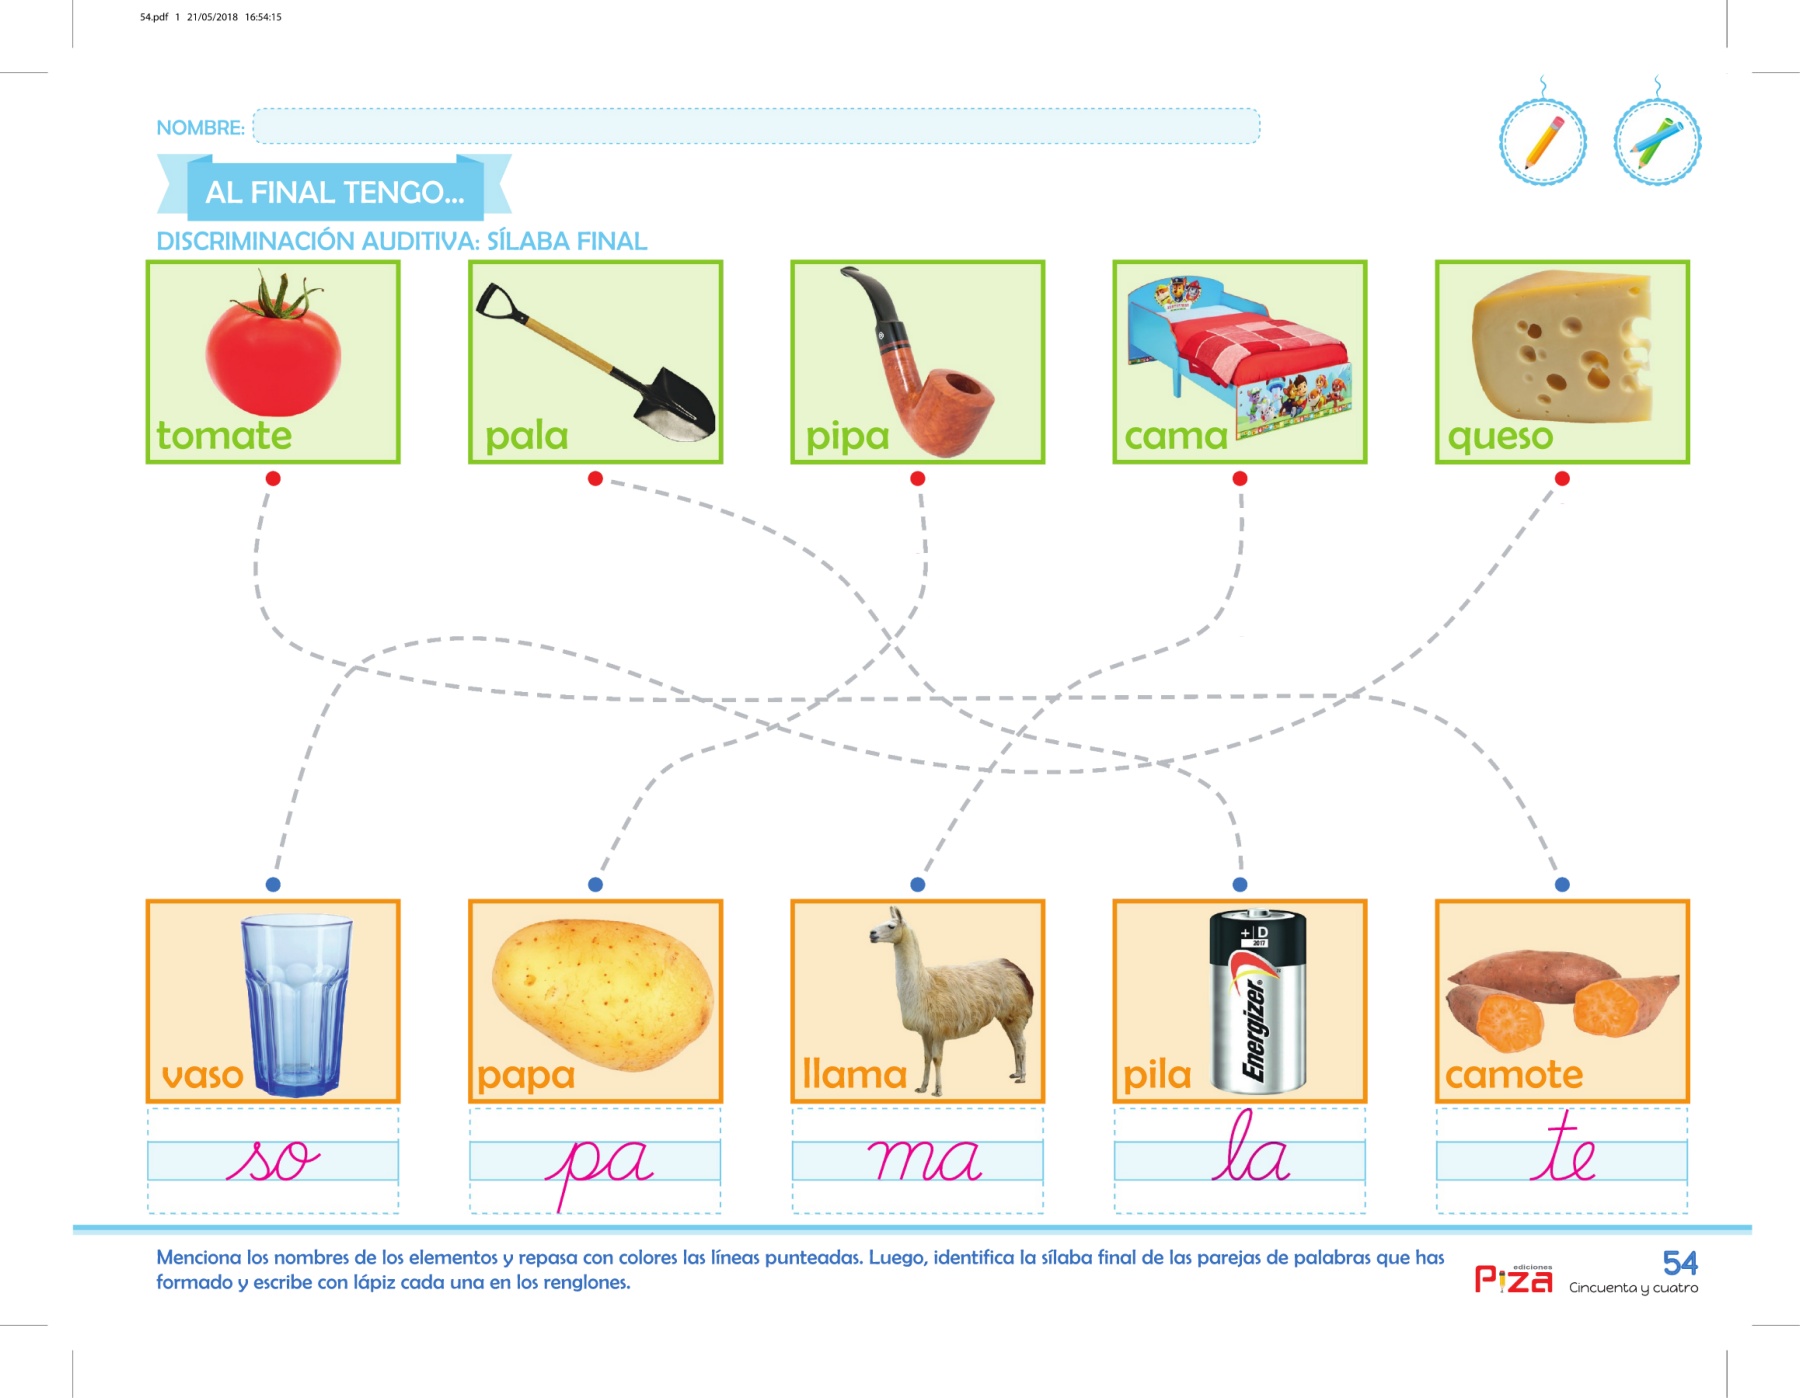 54.pdf 1 21/05/2018 16:54:15
NOMBRE:
AL FINAL TENGO...
DISCRIMINACIÓN AUDITIVA: SÍLABA FINAL
tomate
pala
pipa
cama
queso
vaso
papa
llama
+ D
2017
Energizer
pila
camote
so
pa
ma
la
te
Menciona los nombres de los elementos y repasa con colores las líneas punteadas. Luego, identifica la sílaba final de las parejas de palabras que has
formado y escribe con lápiz cada una en los renglones.
ediciones
Piza
54
Cincuenta y cuatro